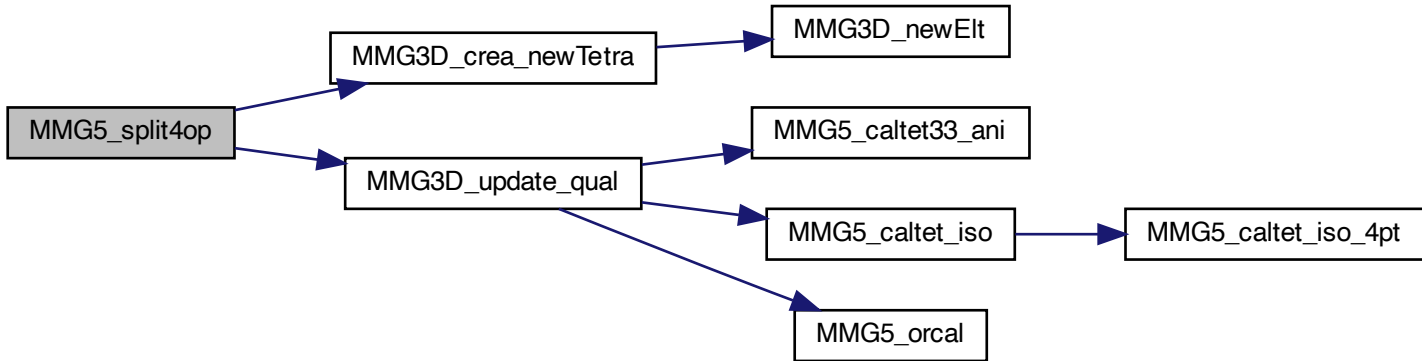 MMG5_split4op
MMG3D_crea_newTetra
MMG3D_newElt
MMG3D_update_qual
MMG5_caltet33_ani
MMG5_caltet_iso
MMG5_caltet_iso_4pt
MMG5_orcal